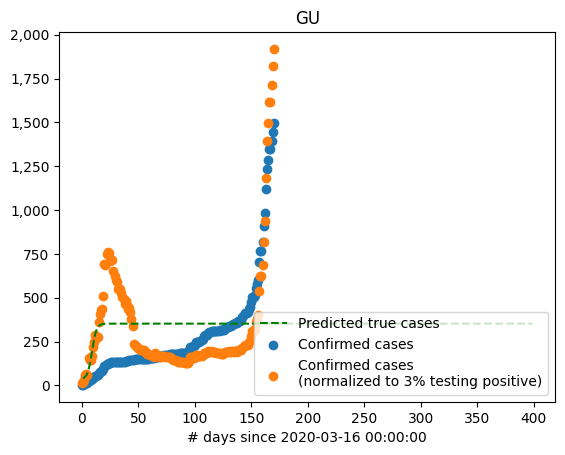 GU
2,000
1,750
1,500
1,250
1,000
750
500
250
0
Predicted true cases
Confirmed cases
Confirmed cases
(normalized to 3% testing positive)
0 50 100 150 200 250 300 350 400
# days since 2020-03-16 00:00:00